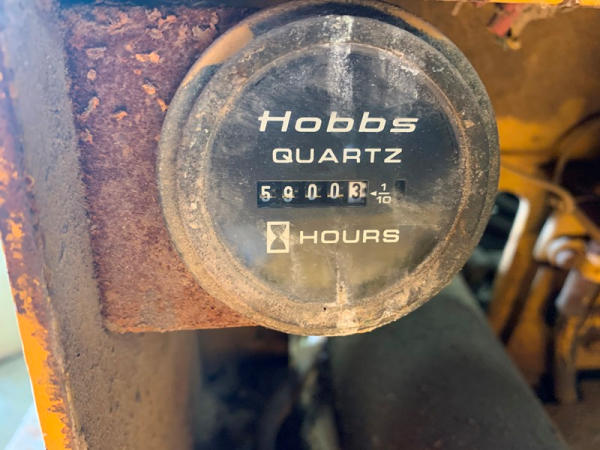 Hobbs
QUARTZ
59003 ◄1/10
HOURS